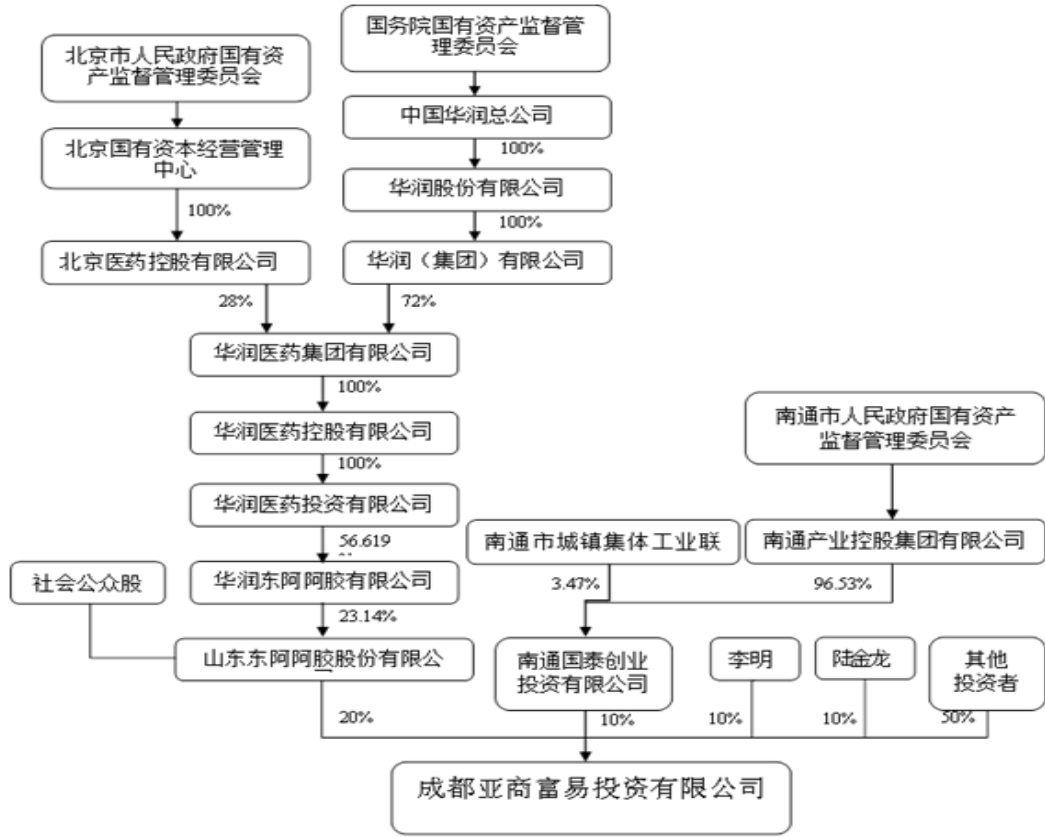 国务院国有资产监督管
理委员会
北京市人民政府国有资
产监督管理委员会
中国华润总公司
100%
北京国有资本经营管理
中心
华润股份有限公司
100%
100%
北京医药控股有限公司
华润（集团）有限公司
28%
72%
华润医药集团有限公司
100%
南通市人民政府国有资产
监督管理委员会
华润医药控股有限公司
100%
华润医药投资有限公司
56.619
南通市城镇集体工业联
南通产业控股集团有限公司
社会公众股
华润东阿阿胶有限公司
3.47%
96.53%
23.14%
山东东阿阿胶股份有限公
南通国泰创业
投资有限公司
李明
陆金龙
其他
投资者
20%
10%
10%
10%
50%
成都亚商富易投资有限公司